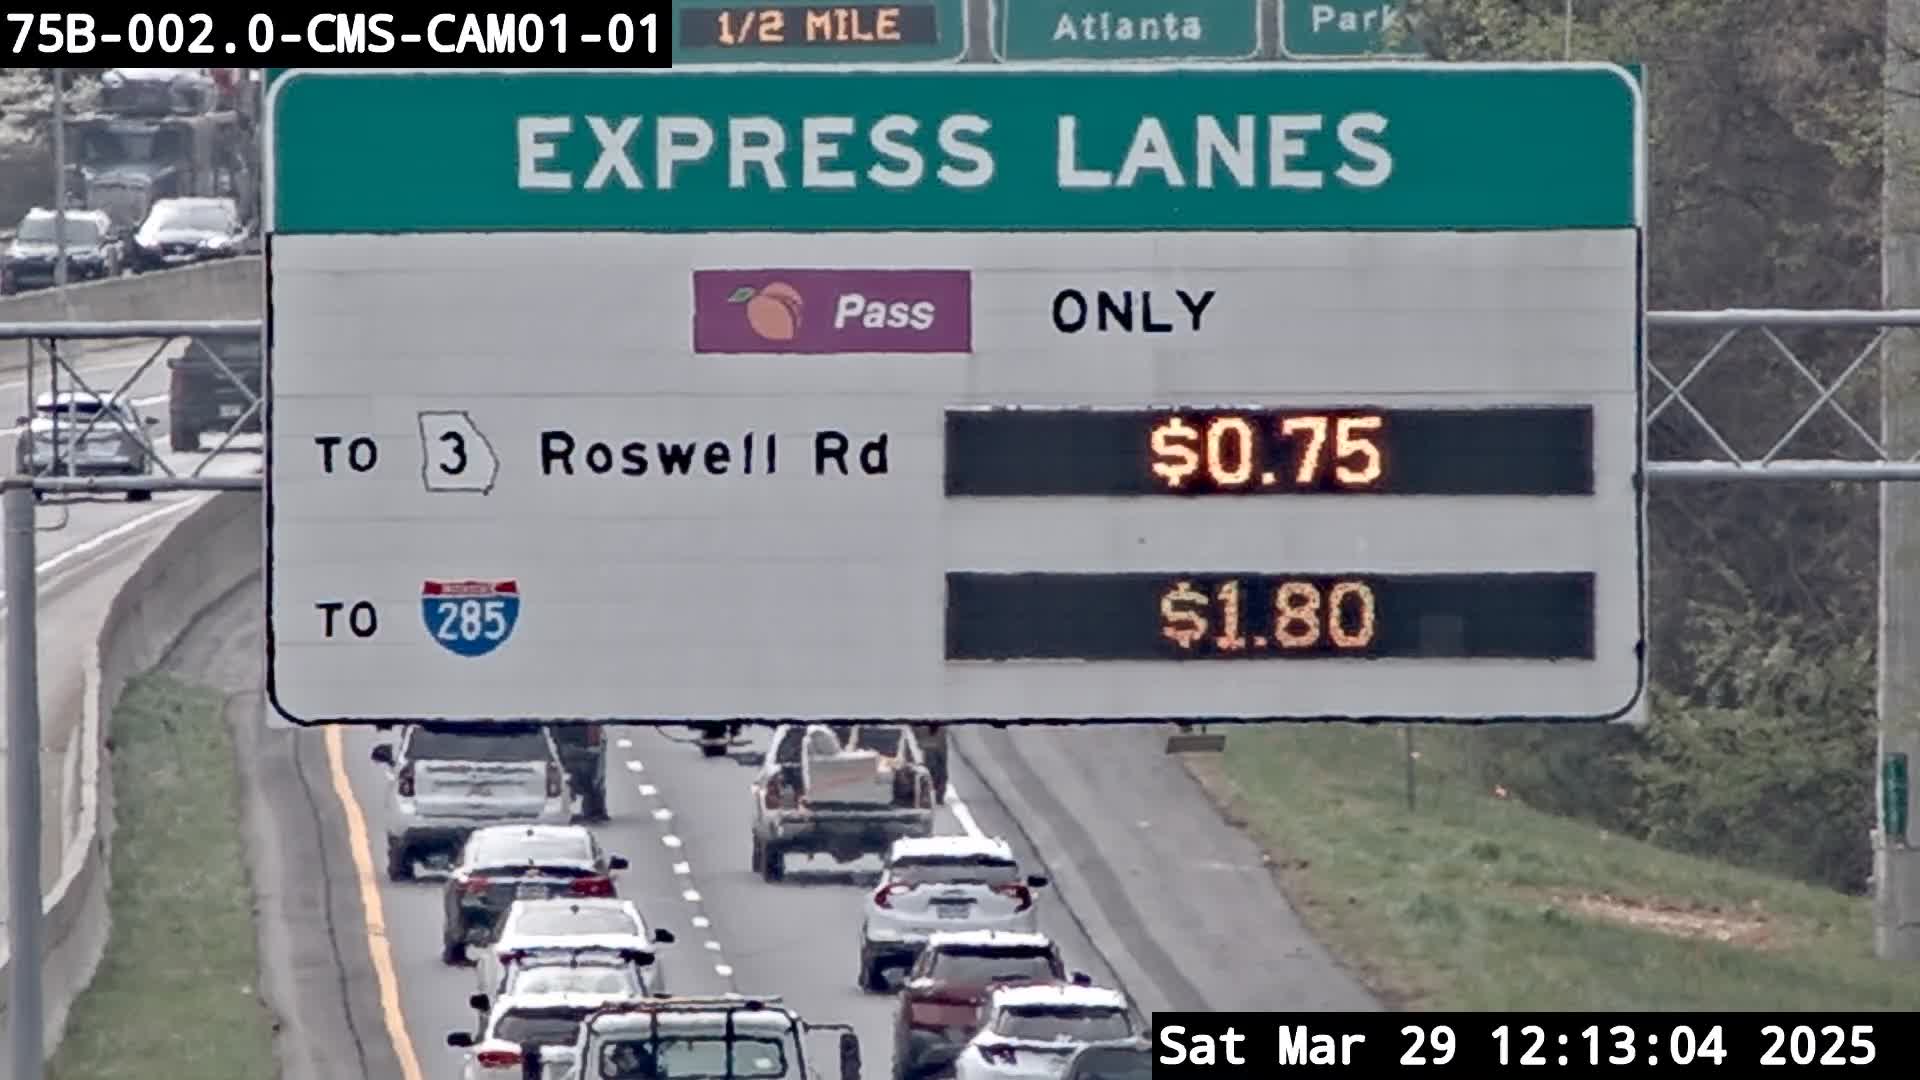 75B-002.0-CMS-CAM01-01
1/2 MILE
Atlanta
Park
EXPRESS LANES
Pass ONLY
TO 3 Roswell Rd $0.75
TO 285 $1.80
Sat Mar 29 12:13:04 2025